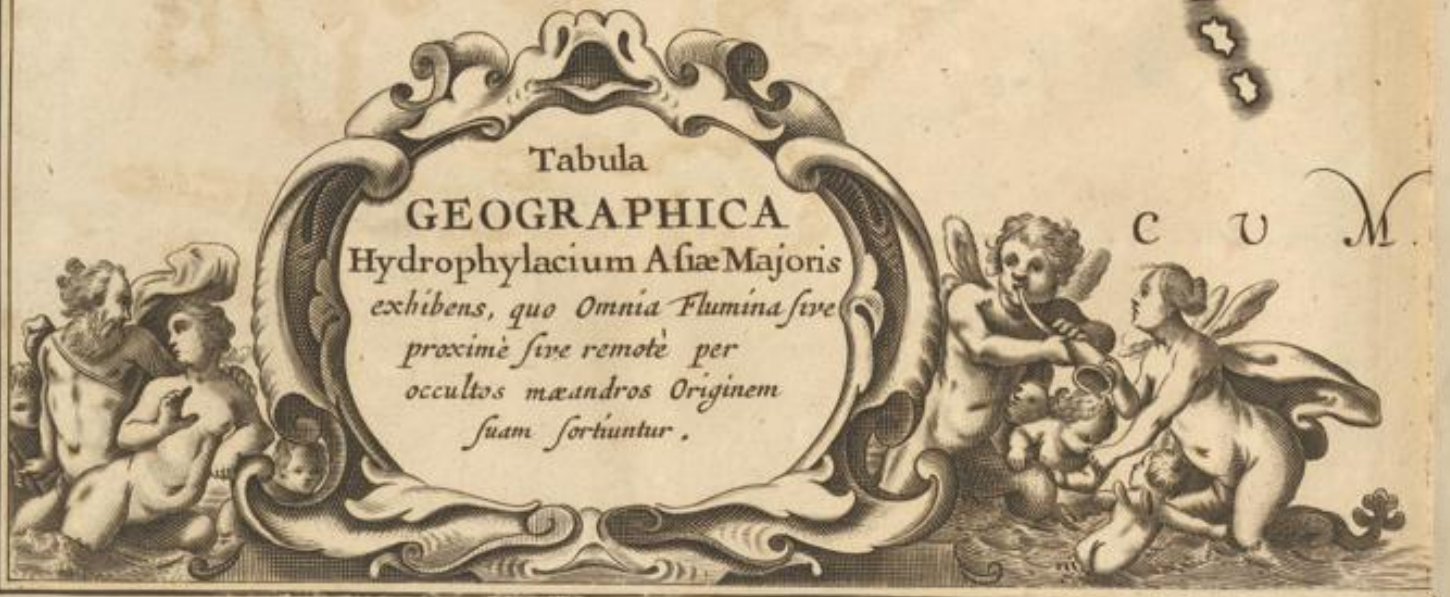 Tabula
GEOGRAPHICA
Hydrophylacium Aſiæ Majoris
exhibens, quo Omnia Flumina ſive
proximè ſive remotè per
occultos mæandros Originem
ſuam ſortiuntur.
C U M